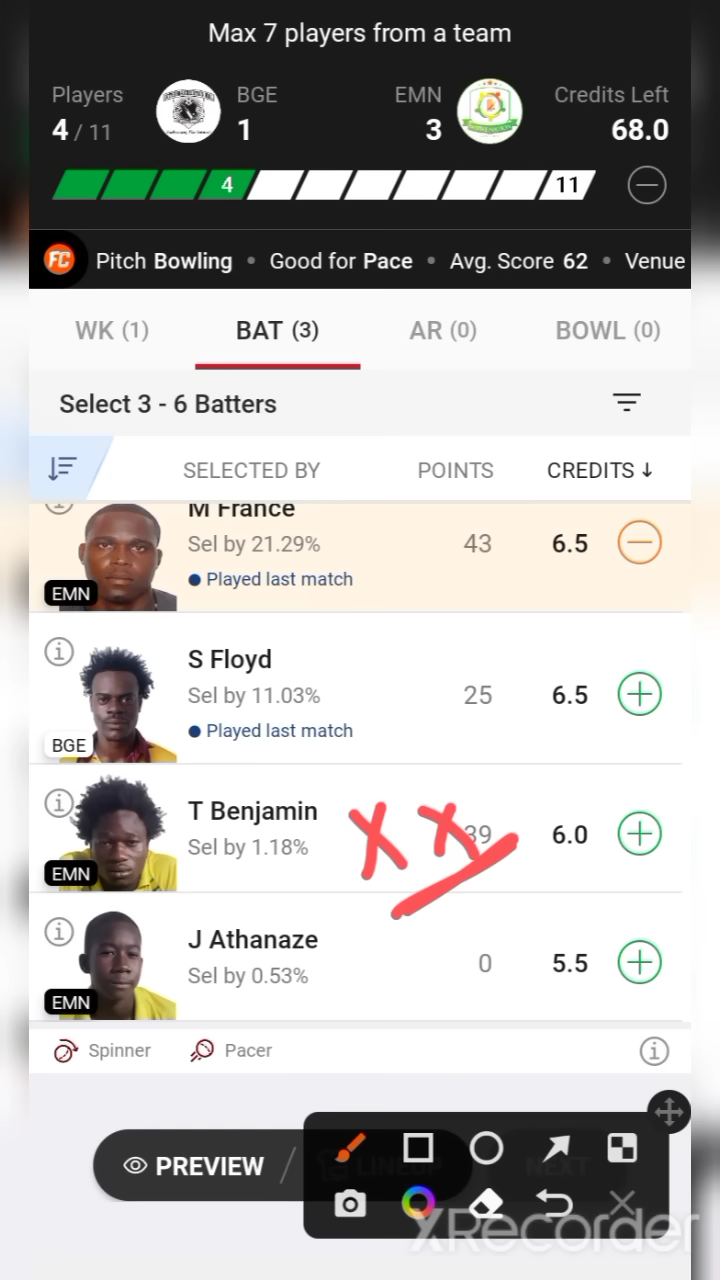 Max 7 players from a team
Players BGE EMN Credits Left
4 / 11 1 3 68.0
4 11
FC Pitch Bowling • Good for Pace • Avg. Score 62 • Venue
WK (1) BAT (3) AR (0) BOWL (0)
Select 3 - 6 Batters
SELECTED BY POINTS CREDITS ↓
M France
Sel by 21.29% 43 6.5
Played last match
EMN
S Floyd
Sel by 11.03% 25 6.5
Played last match
BGE
T Benjamin X X
Sel by 1.18% 39 6.0
EMN
J Athanaze
Sel by 0.53% 0 5.5
EMN
Spinner Pacer
PREVIEW / LINEUP NEXT
XRecorder